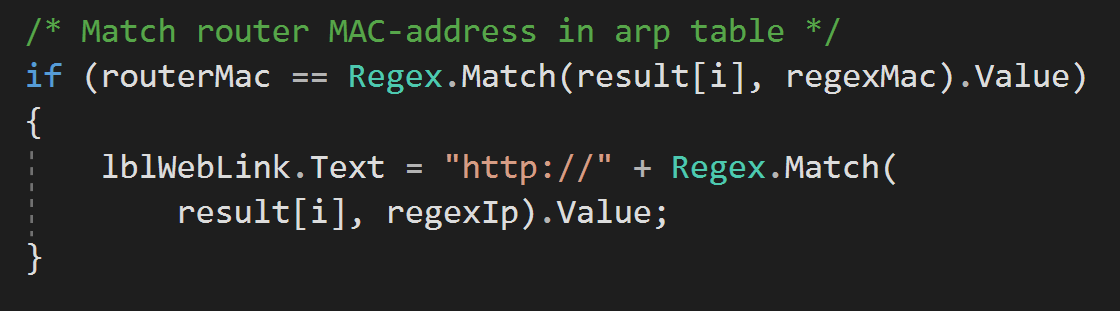 /* Match router MAC-address in arp table */
if (routerMac == Regex.Match(result[i], regexMac).Value)
{
    lblWebLink.Text = "http://" + Regex.Match(
        result[i], regexIp).Value;
}